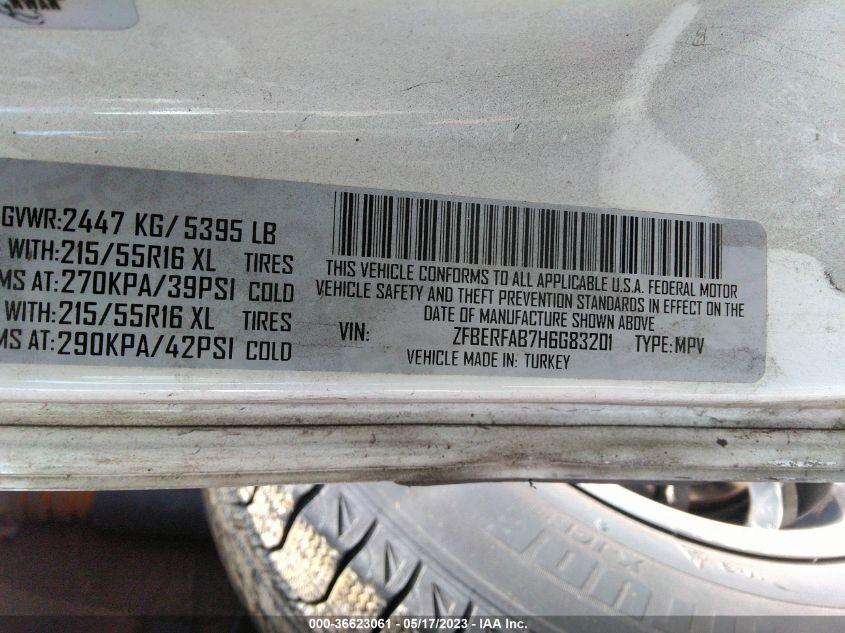 GVWR:2447 KG/ 5395 LB
WITH:215/55R16 XL TIRES
MS AT:270KPA/39PSI COLD
WITH:215/55R16 XL TIRES
MS AT:290KPA/42PSI COLD
THIS VEHICLE CONFORMS TO ALL APPLICABLE U.S.A. FEDERAL MOTOR
VEHICLE SAFETY AND THEFT PREVENTION STANDARDS IN EFFECT ON THE
DATE OF MANUFACTURE SHOWN ABOVE
VIN: ZFBERFAB7H6G83201 TYPE:MPV
VEHICLE MADE IN: TURKEY
000-36623061 - 05/17/2023 - IAA Inc.